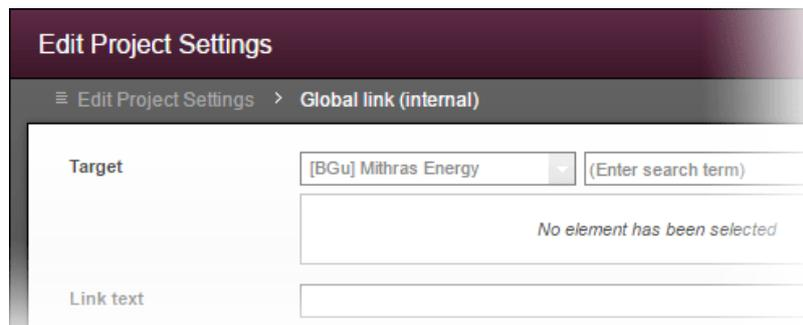 Edit Project Settings
Edit Project Settings > Global link (internal)
Target [BGu] Mithras Energy (Enter search term)
No element has been selected
Link text